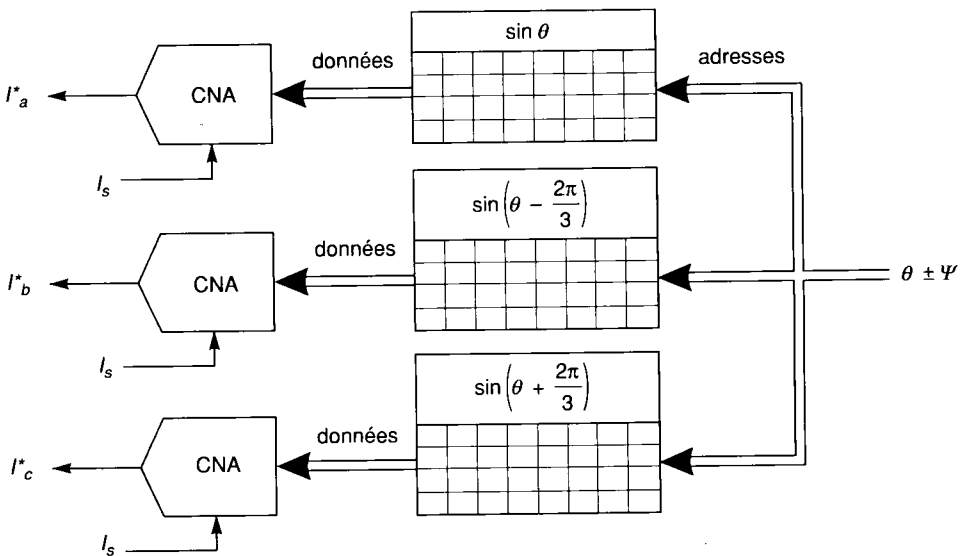 sin θ
données
adresses
CNA
I*a
Is
sin(θ − 2π/3)
données
CNA
I*b
θ ± Ψ
Is
sin(θ + 2π/3)
données
CNA
I*c
Is